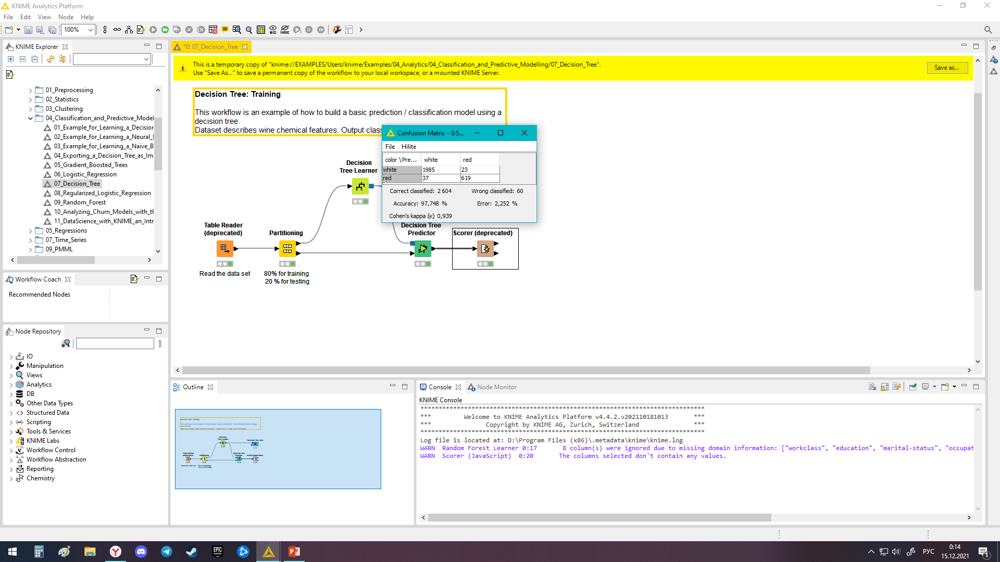 KNIME Analytics Platform
File Edit View Node Help
100%
#ID NAME
KNIME Explorer
01_Preprocessing
02_Statistics
03_Clustering
04_Classification_and_Predictive_Model
01_Example_for_Learning_a_Decision
02_Example_for_Learning_a_Neural_
03_Example_for_Learning_a_Naive_B
04_Exporting_a_Decision_Tree_as_Im
05_Gradient_Boosted_Trees
06_Logistic_Regression
07_Decision_Tree
08_Regularized_Logistic_Regression
09_Random_Forest
10_Analyzing_Churn_Models_with_th
11_DataScience_with_KNIME_an_Intr
05_Regressions
07_Time_Series
09_PMML
Workflow Coach
Recommended Nodes
Node Repository
IO
Manipulation
Views
Analytics
DB
Other Data Types
Structured Data
Scripting
Tools & Services
KNIME Labs
Workflow Control
Workflow Abstraction
Reporting
Chemistry
*0: 07_Decision_Tree
This is a temporary copy of "knime://EXAMPLES/Users/knime/Examples/04_Analytics/04_Classification_and_Predictive_Modelling/07_Decision_Tree".
Use "Save As..." to save a permanent copy of the workflow to your local workspace, or a mounted KNIME Server.
Save as...
Decision Tree: Training
This workflow is an example of how to build a basic prediction / classification model using a
decision tree.
Dataset describes wine chemical features. Output clas
Confusion Matrix - 0:5...
File Hilite
color \Pre... white red
white 1985 23
red 37 619
Correct classified: 2 604 Wrong classified: 60
Accuracy: 97,748 % Error: 2,252 %
Cohen's kappa (κ) 0,939
Decision
Tree Learner
Table Reader
(deprecated)
Partitioning
Decision Tree
Predictor
Scorer (deprecated)
Read the data set
80% for training
20 % for testing
Outline
Console
Node Monitor
KNIME Console
******************************************************************************
*** Welcome to KNIME Analytics Platform v4.4.2.v202110181013 ***
*** Copyright by KNIME AG, Zurich, Switzerland ***
******************************************************************************
Log file is located at: D:\Program Files (x86)\.metadata\knime\knime.log
WARN Random Forest Learner 0:17 8 column(s) were ignored due to missing domain information: ["workclass", "education", "marital-status", "occupat
WARN Scorer (JavaScript) 0:20 The columns selected don't contain any values.
EPIC GAMES
РУС
0:14
15.12.2021
1